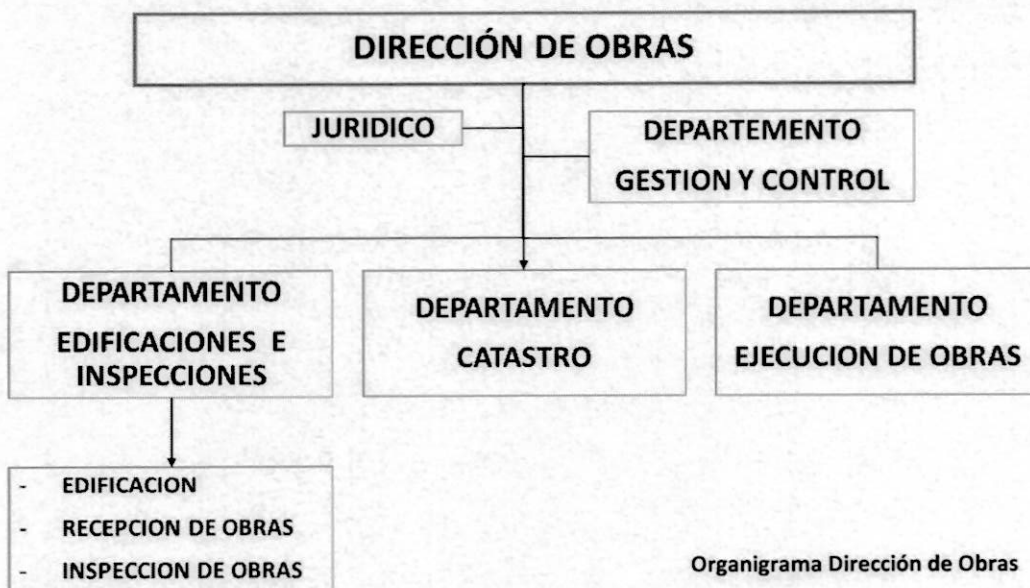 DIRECCIÓN DE OBRAS
JURIDICO
DEPARTEMENTO
GESTION Y CONTROL
DEPARTAMENTO
EDIFICACIONES E
INSPECCIONES
DEPARTAMENTO
CATASTRO
DEPARTAMENTO
EJECUCION DE OBRAS
- EDIFICACION
- RECEPCION DE OBRAS
- INSPECCION DE OBRAS
Organigrama Dirección de Obras